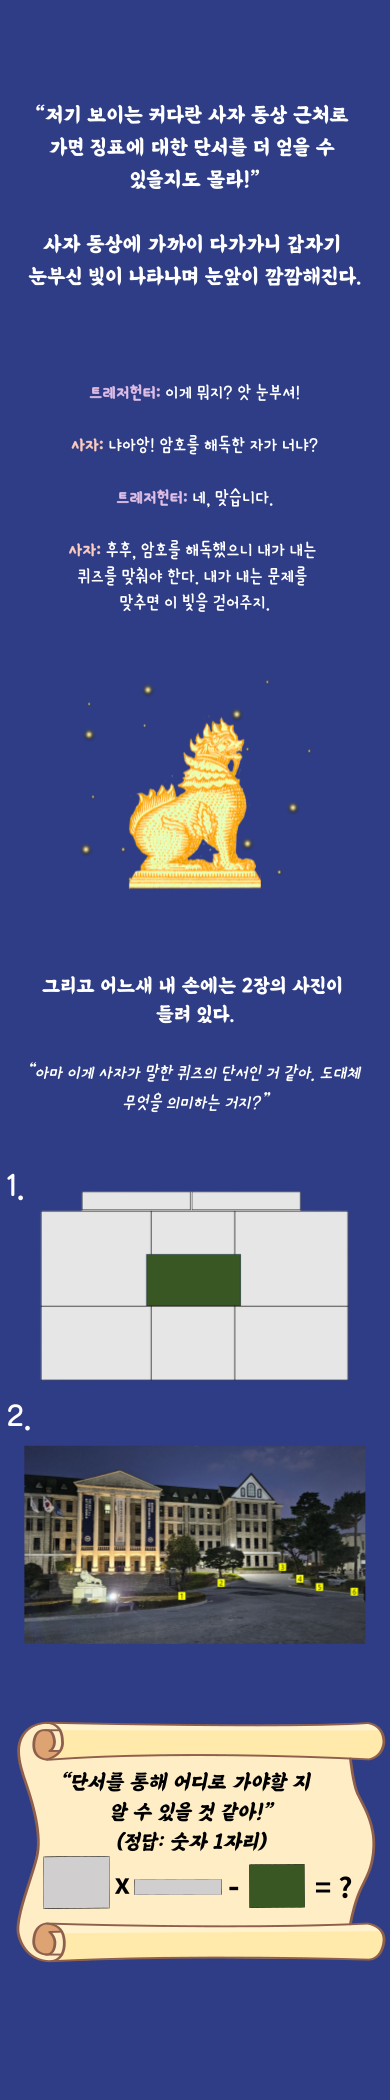 “저기 보이는 커다란 사자 동상 근처로
가면 징표에 대한 단서를 더 얻을 수
있을지도 몰라!”
사자 동상에 가까이 다가가니 갑자기
눈부신 빛이 나타나며 눈앞이 깜깜해진다.
트레저헌터: 이게 뭐지? 앗 눈부셔!
사자: 냐아앙! 암호를 해독한 자가 너냐?
트레저헌터: 네, 맞습니다.
사자: 후후, 암호를 해독했으니 내가 내는
퀴즈를 맞춰야 한다. 내가 내는 문제를
맞추면 이 빛을 걷어주지.
그리고 어느새 내 손에는 2장의 사진이
들려 있다.
“아마 이게 사자가 말한 퀴즈의 단서인 거 같아. 도대체
무엇을 의미하는 거지?”
1.
2.
1
2
3
4
5
6
“단서를 통해 어디로 가야할 지
알 수 있을 것 같아!”
(정답: 숫자 1자리)
X - = ?